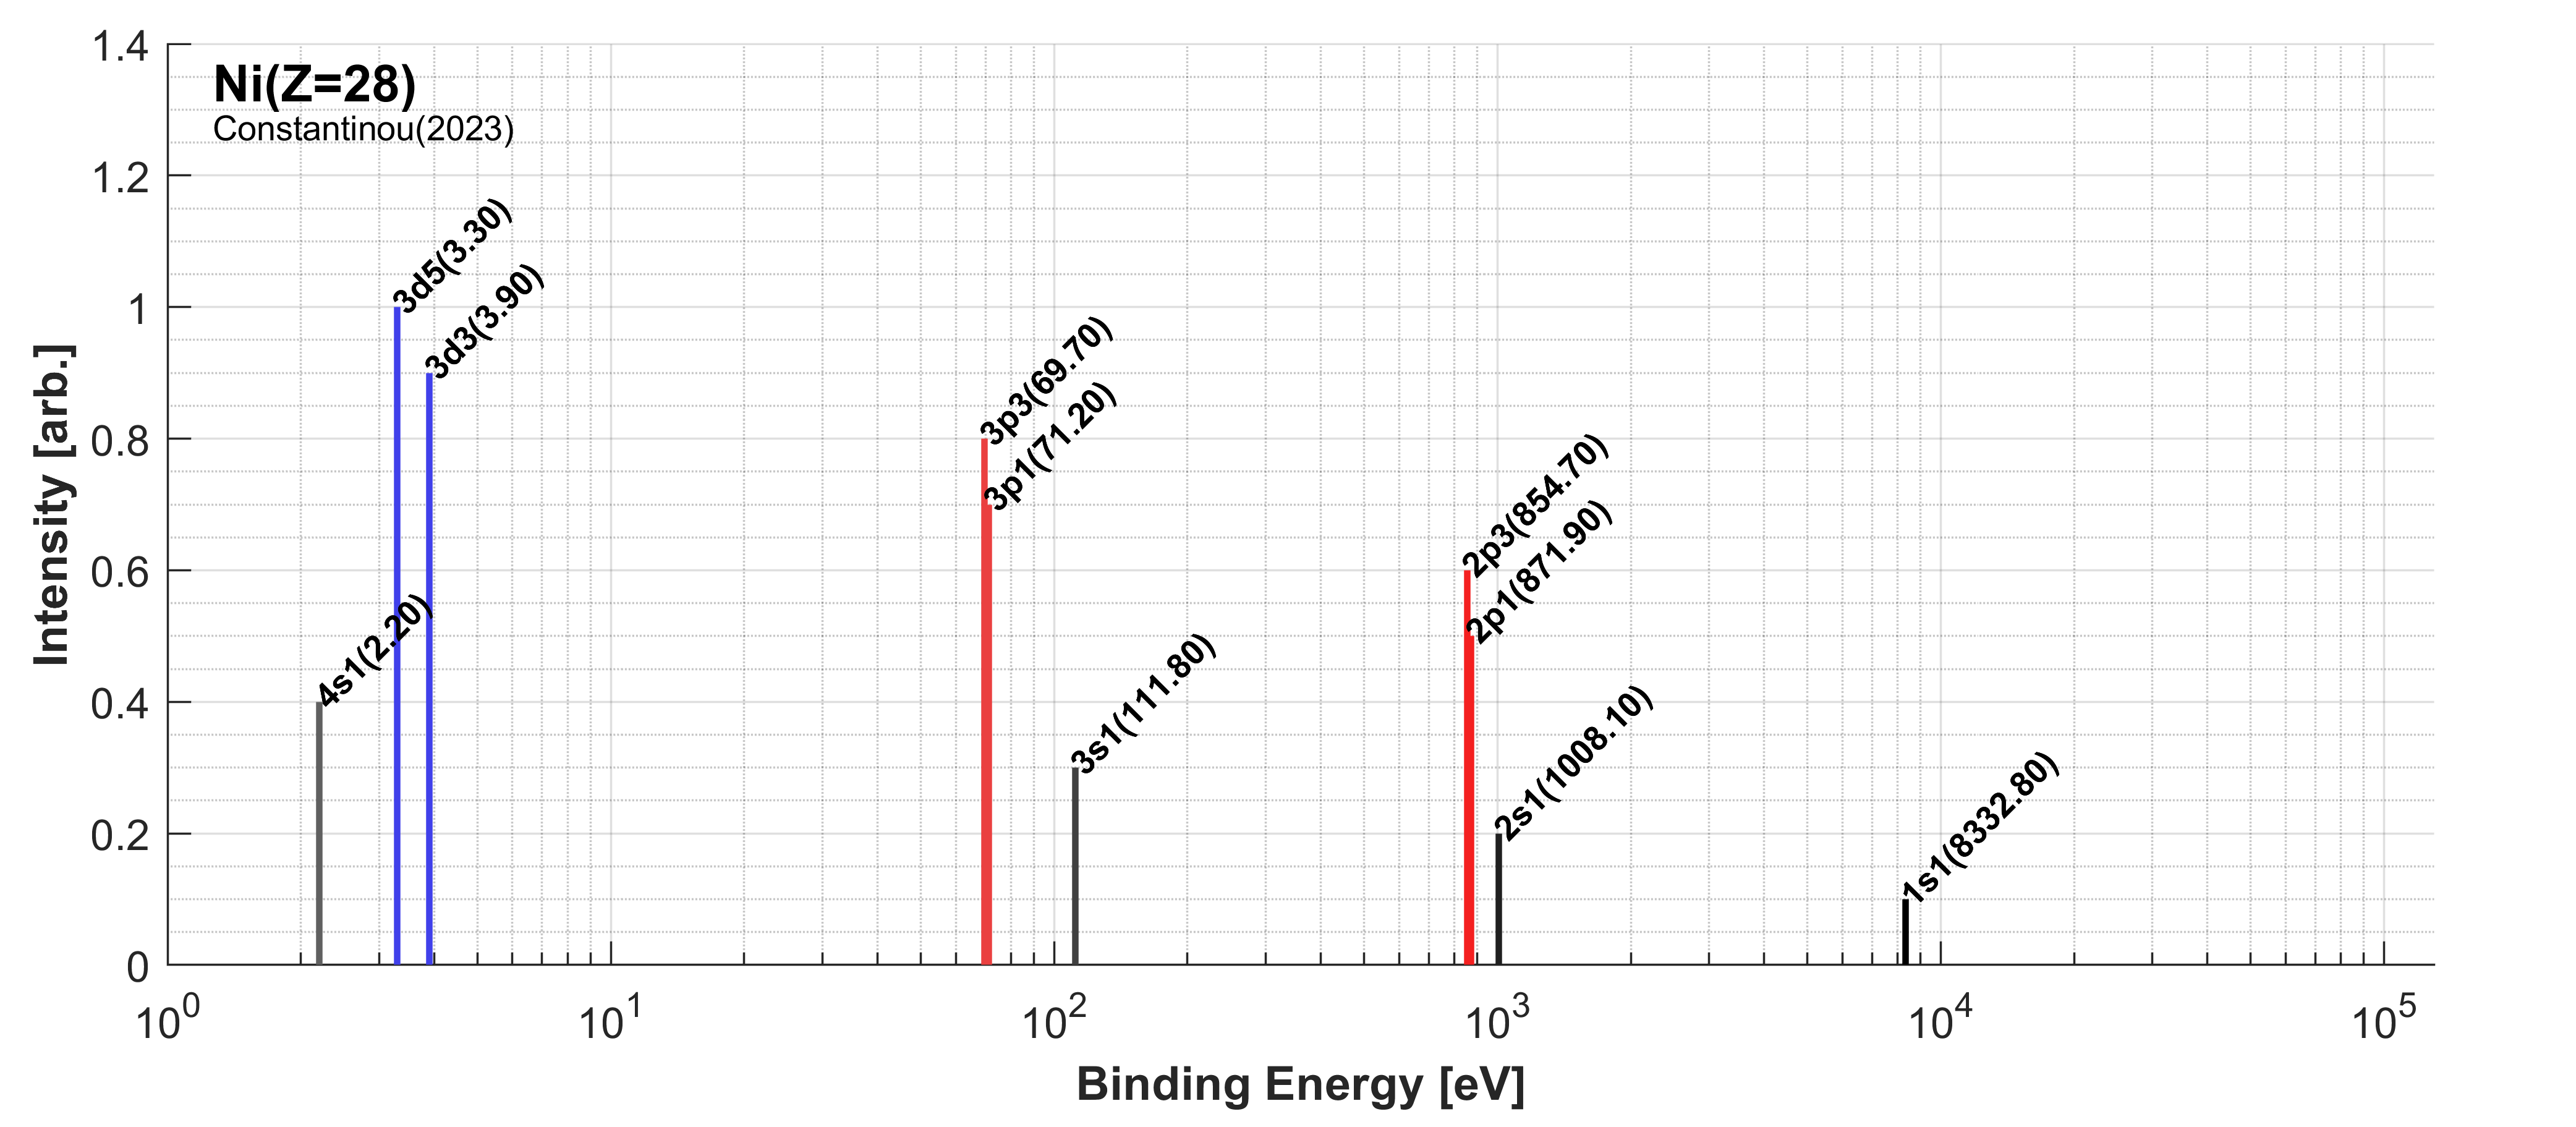 Ni(Z=28)
Constantinou(2023)
Intensity [arb.]
1.4
1.2
1
0.8
0.6
0.4
0.2
0
4s1(2.20)
3d5(3.30)
3d3(3.90)
3p3(69.70)
3p1(71.20)
3s1(111.80)
2p3(854.70)
2p1(871.90)
2s1(1008.10)
1s1(8332.80)
10^0
10^1
10^2
10^3
10^4
10^5
Binding Energy [eV]